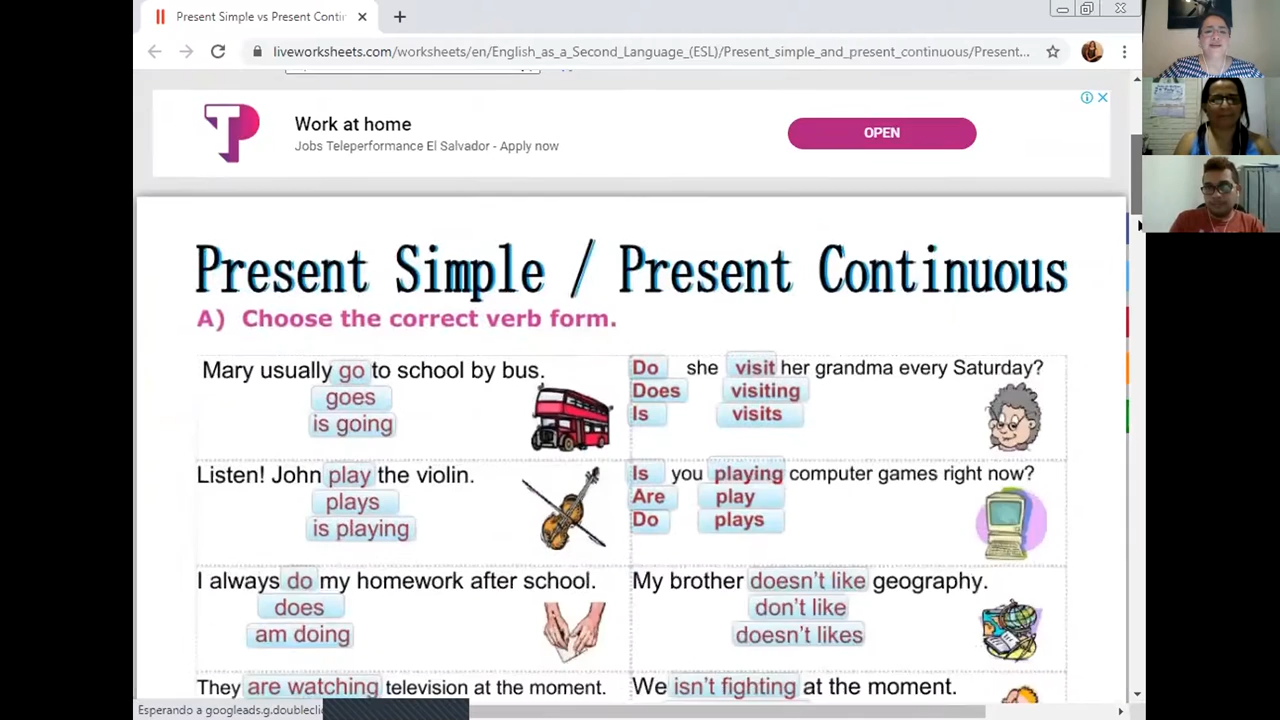 Present Simple vs Present Conti
liveworksheets.com/worksheets/en/English_as_a_Second_Language_(ESL)/Present_simple_and_present_continuous/Present...
Work at home
Jobs Teleperformance El Salvador - Apply now
OPEN
Present Simple / Present Continuous
A) Choose the correct verb form.
Mary usually go to school by bus.
goes
is going
Do she visit her grandma every Saturday?
Does visiting
Is visits
Listen! John play the violin.
plays
is playing
Is you playing computer games right now?
Are play
Do plays
I always do my homework after school.
does
am doing
My brother doesn't like geography.
don't like
doesn't likes
They are watching television at the moment.
We isn't fighting at the moment.
Esperando a googleads.g.doublecli